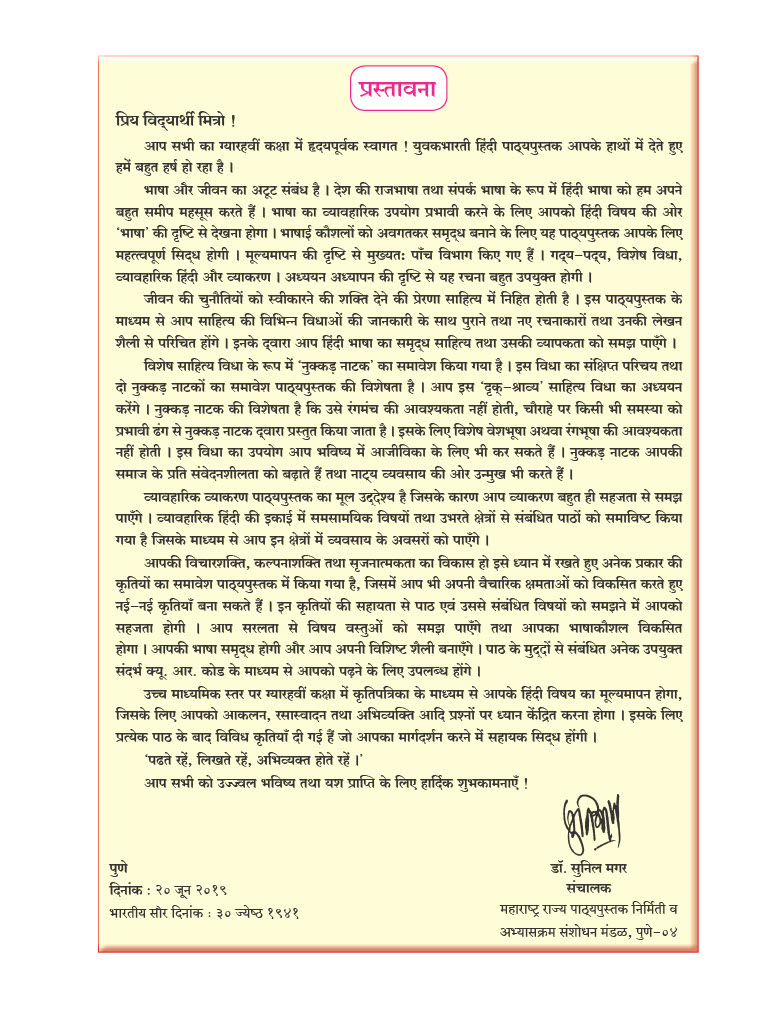 प्रस्तावना
प्रिय विद्‌यार्थी मित्रो !
आप सभी का ग्यारहवीं कक्षा में हृदयपूर्वक स्वागत ! युवकभारती हिंदी पाठ्‌यपुस्तक आपके हाथों में देते हुए
हमें बहुत हर्ष हो रहा है ।
भाषा और जीवन का अटूट संबंध है । देश की राजभाषा तथा संपर्क भाषा के रूप में हिंदी भाषा को हम अपने
बहुत समीप महसूस करते हैं । भाषा का व्यावहारिक उपयोग प्रभावी करने के लिए आपको हिंदी विषय की ओर
‘भाषा’ की दृष्टि से देखना होगा । भाषाई कौशलों को अवगतकर समृद्‌ध बनाने के लिए यह पाठ्‌यपुस्तक आपके लिए
महत्त्वपूर्ण सिद्‌ध होगी । मूल्यमापन की दृष्टि से मुख्यतः पाँच विभाग किए गए हैं । गद्‌य-पद्‌य, विशेष विधा,
व्यावहारिक हिंदी और व्याकरण । अध्ययन अध्यापन की दृष्टि से यह रचना बहुत उपयुक्त होगी ।
जीवन की चुनौतियों को स्वीकारने की शक्ति देने की प्रेरणा साहित्य में निहित होती है । इस पाठ्‌यपुस्तक के
माध्यम से आप साहित्य की विभिन्न विधाओं की जानकारी के साथ पुराने तथा नए रचनाकारों तथा उनकी लेखन
शैली से परिचित होंगे । इनके द्‌वारा आप हिंदी भाषा का समृद्‌ध साहित्य तथा उसकी व्यापकता को समझ पाएँगे ।
विशेष साहित्य विधा के रूप में ‘नुक्कड़ नाटक’ का समावेश किया गया है । इस विधा का संक्षिप्त परिचय तथा
दो नुक्कड़ नाटकों का समावेश पाठ्‌यपुस्तक की विशेषता है । आप इस ‘दृक्-श्राव्य’ साहित्य विधा का अध्ययन
करेंगे । नुक्कड़ नाटक की विशेषता है कि उसे रंगमंच की आवश्यकता नहीं होती, चौराहे पर किसी भी समस्या को
प्रभावी ढंग से नुक्कड़ नाटक द्‌वारा प्रस्तुत किया जाता है । इसके लिए विशेष वेशभूषा अथवा रंगभूषा की आवश्यकता
नहीं होती । इस विधा का उपयोग आप भविष्य में आजीविका के लिए भी कर सकते हैं । नुक्कड़ नाटक आपकी
समाज के प्रति संवेदनशीलता को बढ़ाते हैं तथा नाट्‌य व्यवसाय की ओर उन्मुख भी करते हैं ।
व्यावहारिक व्याकरण पाठ्‌यपुस्तक का मूल उद्‌देश्य है जिसके कारण आप व्याकरण बहुत ही सहजता से समझ
पाएँगे । व्यावहारिक हिंदी की इकाई में समसामयिक विषयों तथा उभरते क्षेत्रों से संबंधित पाठों को समाविष्ट किया
गया है जिसके माध्यम से आप इन क्षेत्रों में व्यवसाय के अवसरों को पाएँगे ।
आपकी विचारशक्ति, कल्पनाशक्ति तथा सृजनात्मकता का विकास हो इसे ध्यान में रखते हुए अनेक प्रकार की
कृतियों का समावेश पाठ्‌यपुस्तक में किया गया है, जिसमें आप भी अपनी वैचारिक क्षमताओं को विकसित करते हुए
नई-नई कृतियाँ बना सकते हैं । इन कृतियों की सहायता से पाठ एवं उससे संबंधित विषयों को समझने में आपको
सहजता होगी । आप सरलता से विषय वस्तुओं को समझ पाएँगे तथा आपका भाषाकौशल विकसित
होगा । आपकी भाषा समृद्‌ध होगी और आप अपनी विशिष्ट शैली बनाएँगे । पाठ के मुद्‌दों से संबंधित अनेक उपयुक्त
संदर्भ क्यू. आर. कोड के माध्यम से आपको पढ़ने के लिए उपलब्ध होंगे ।
उच्च माध्यमिक स्तर पर ग्यारहवीं कक्षा में कृतिपत्रिका के माध्यम से आपके हिंदी विषय का मूल्यमापन होगा,
जिसके लिए आपको आकलन, रसास्वादन तथा अभिव्यक्ति आदि प्रश्नों पर ध्यान केंद्रित करना होगा । इसके लिए
प्रत्येक पाठ के बाद विविध कृतियाँ दी गई हैं जो आपका मार्गदर्शन करने में सहायक सिद्‌ध होंगी ।
‘पढते रहें, लिखते रहें, अभिव्यक्त होते रहें ।’
आप सभी को उज्ज्वल भविष्य तथा यश प्राप्ति के लिए हार्दिक शुभकामनाएँ !
पुणे
दिनांक : २० जून २०१९
भारतीय सौर दिनांक : ३० ज्येष्ठ १९४१
डॉ. सुनिल मगर
संचालक
महाराष्ट्र राज्य पाठ्‌यपुस्तक निर्मिती व
अभ्यासक्रम संशोधन मंडळ, पुणे-०४